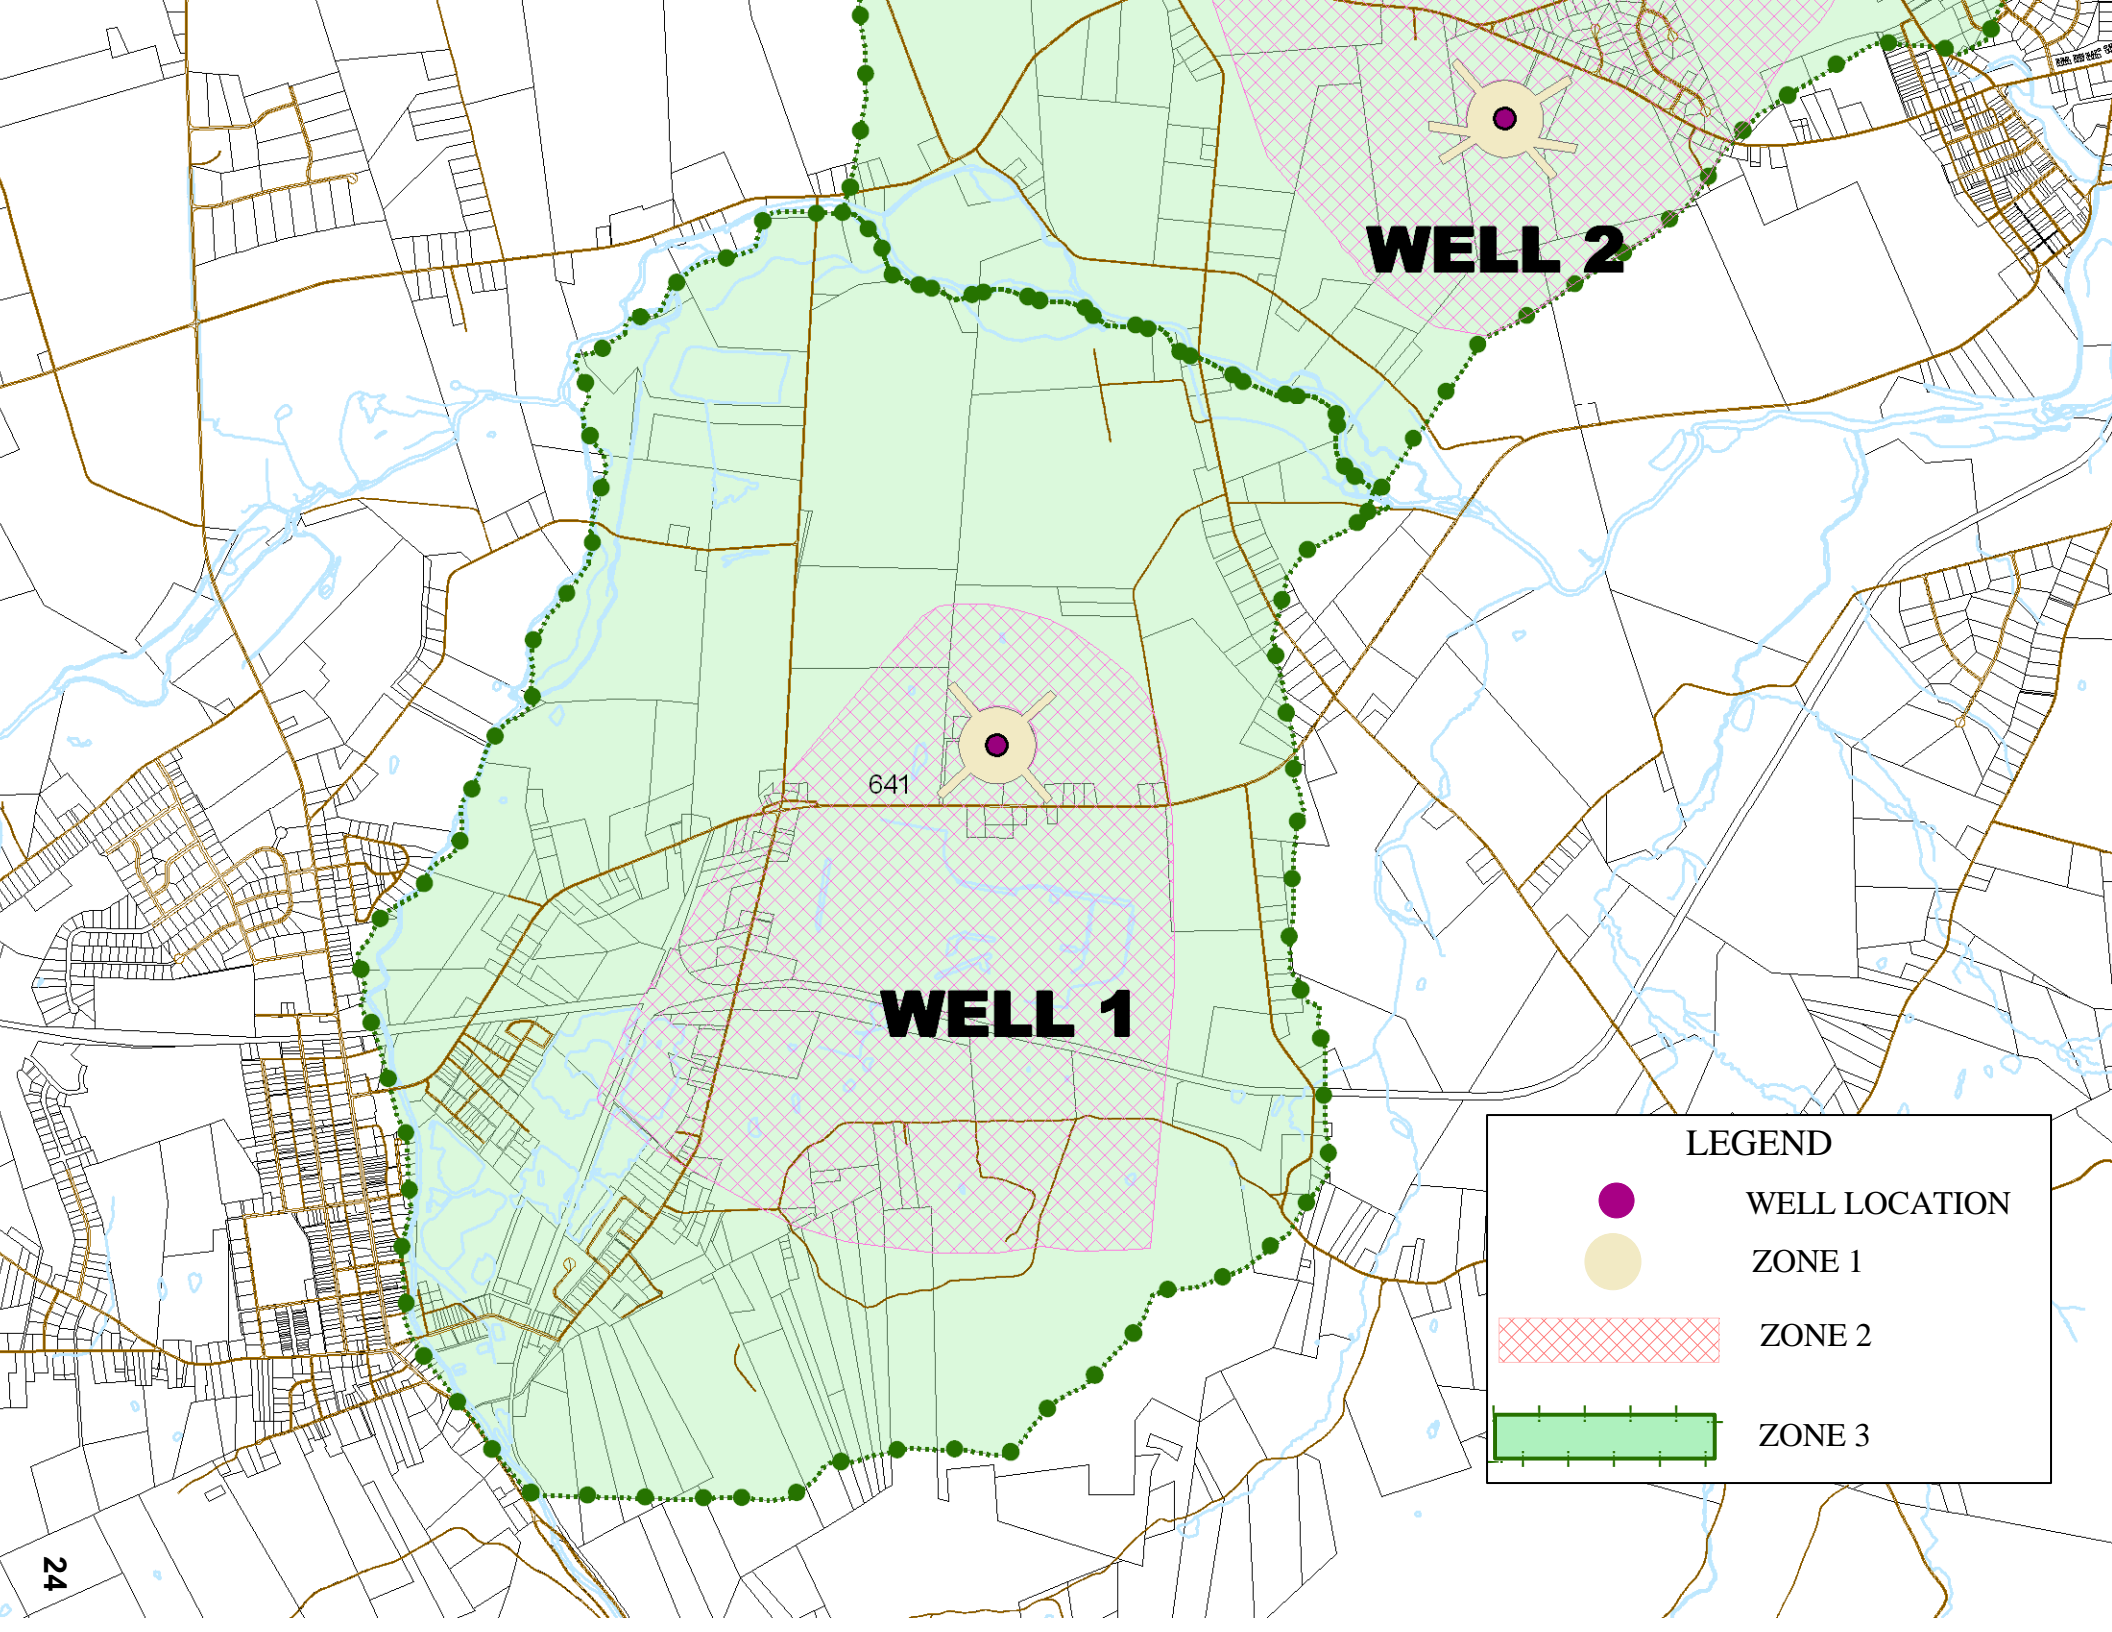 WELL 2
641
WELL 1
LEGEND
WELL LOCATION
ZONE 1
ZONE 2
ZONE 3
24